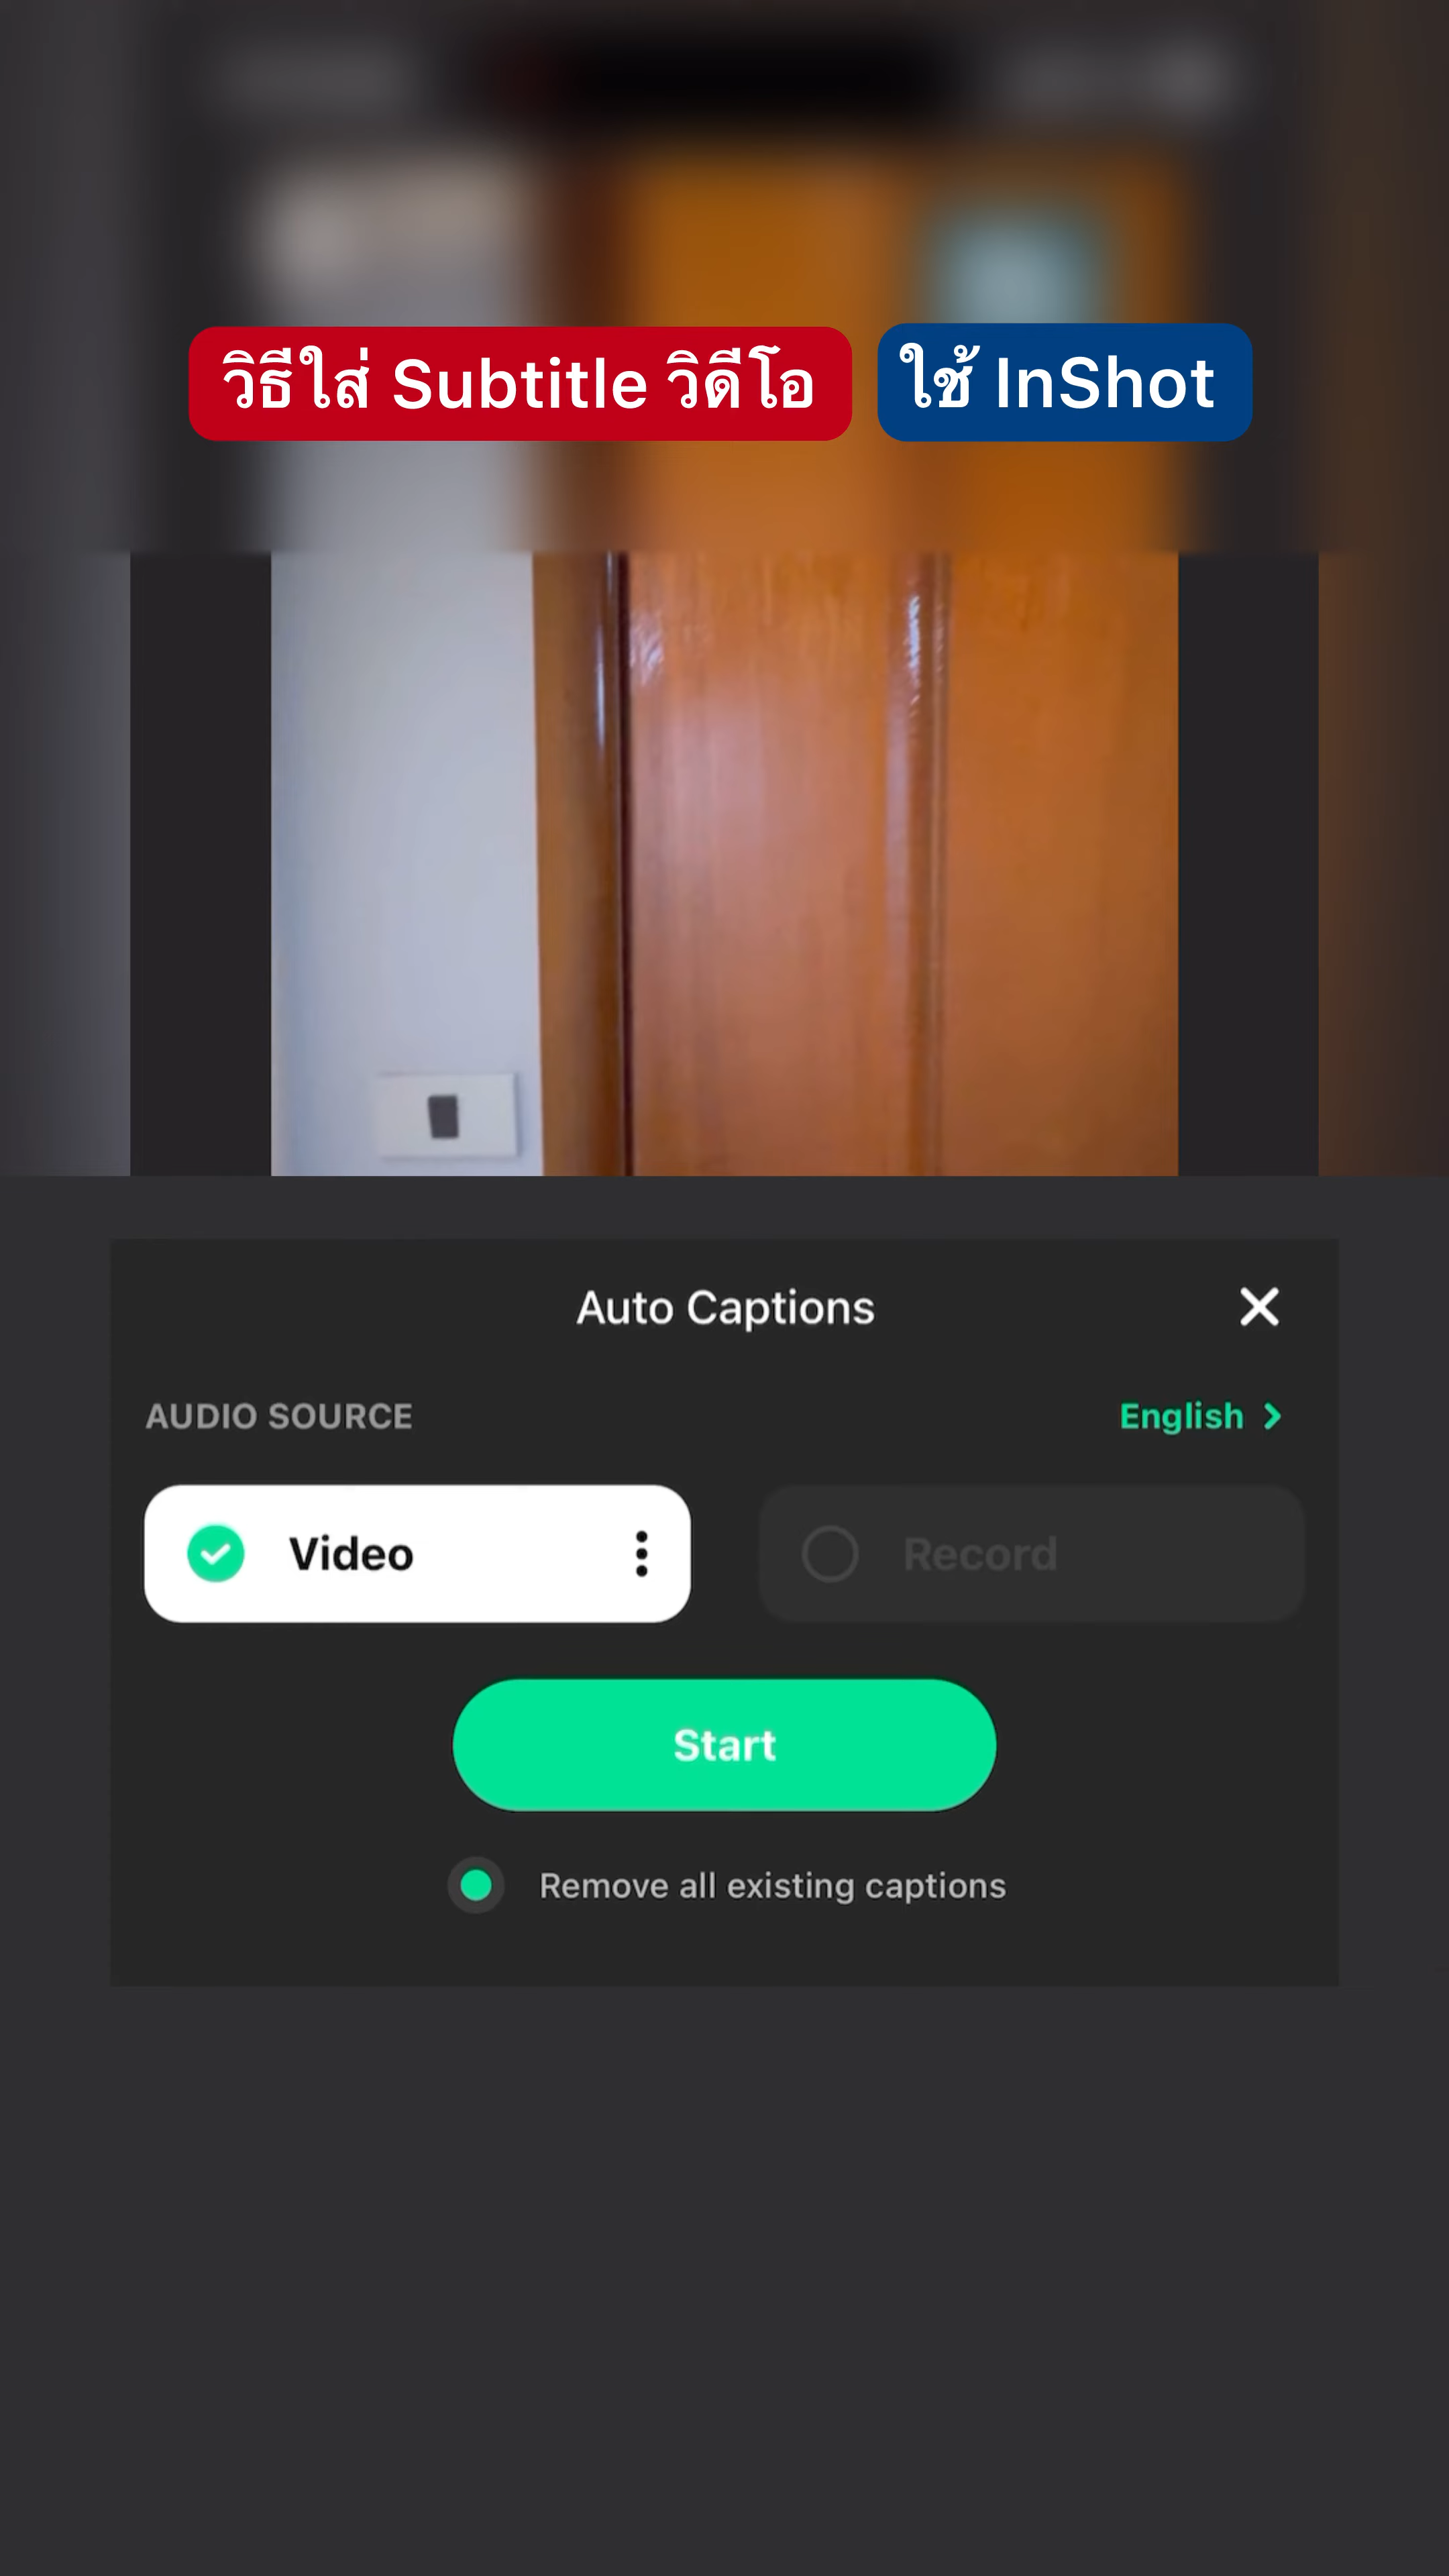 วิธีใส่ Subtitle วิดีโอ ใช้ InShot
Auto Captions
AUDIO SOURCE English
Video Record
Start
Remove all existing captions